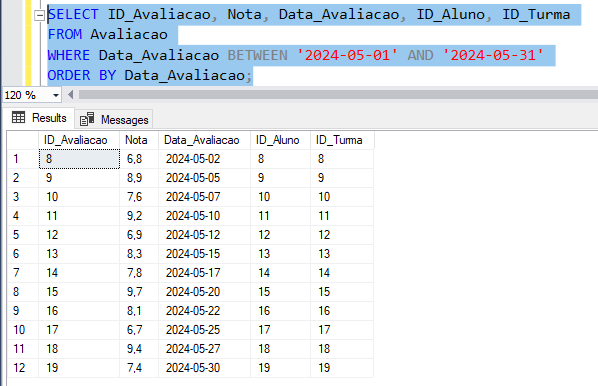 SELECT ID_Avaliacao, Nota, Data_Avaliacao, ID_Aluno, ID_Turma
FROM Avaliacao
WHERE Data_Avaliacao BETWEEN '2024-05-01' AND '2024-05-31'
ORDER BY Data_Avaliacao;
120 %
Results Messages
ID_Avaliacao Nota Data_Avaliacao ID_Aluno ID_Turma
1 8 6,8 2024-05-02 8 8
2 9 8,9 2024-05-05 9 9
3 10 7,6 2024-05-07 10 10
4 11 9,2 2024-05-10 11 11
5 12 6,9 2024-05-12 12 12
6 13 8,3 2024-05-15 13 13
7 14 7,8 2024-05-17 14 14
8 15 9,7 2024-05-20 15 15
9 16 8,1 2024-05-22 16 16
10 17 6,7 2024-05-25 17 17
11 18 9,4 2024-05-27 18 18
12 19 7,4 2024-05-30 19 19